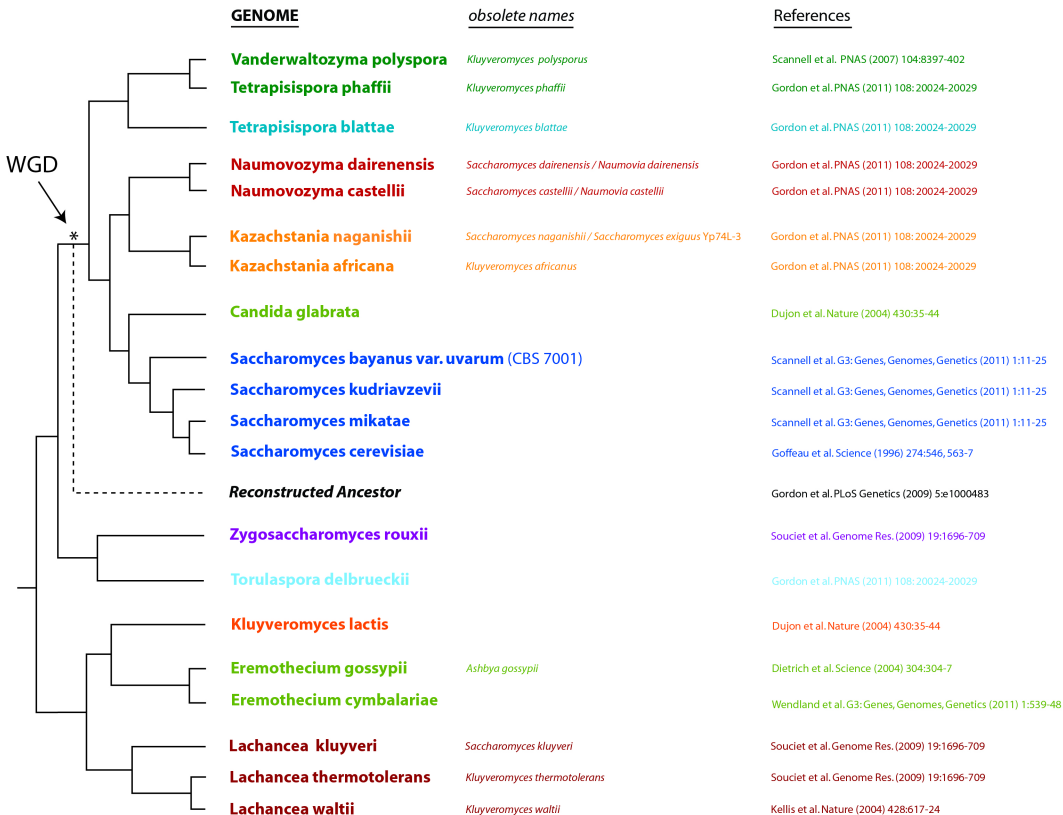 GENOME obsolete names References
Vanderwaltozyma polyspora Kluyveromyces polysporus Scannell et al. PNAS (2007) 104:8397-402
Tetrapisispora phaffii Kluyveromyces phaffii Gordon et al. PNAS (2011) 108: 20024-20029
Tetrapisispora blattae Kluyveromyces blattae Gordon et al. PNAS (2011) 108: 20024-20029
WGD
Naumovozyma dairenensis Saccharomyces dairenensis / Naumovia dairenensis Gordon et al. PNAS (2011) 108: 20024-20029
Naumovozyma castellii Saccharomyces castellii / Naumovia castellii Gordon et al. PNAS (2011) 108: 20024-20029
*
Kazachstania naganishii Saccharomyces naganishii / Saccharomyces exiguus Yp74L-3 Gordon et al. PNAS (2011) 108: 20024-20029
Kazachstania africana Kluyveromyces africanus Gordon et al. PNAS (2011) 108: 20024-20029
Candida glabrata Dujon et al. Nature (2004) 430:35-44
Saccharomyces bayanus var. uvarum (CBS 7001) Scannell et al. G3: Genes, Genomes, Genetics (2011) 1:11-25
Saccharomyces kudriavzevii Scannell et al. G3: Genes, Genomes, Genetics (2011) 1:11-25
Saccharomyces mikatae Scannell et al. G3: Genes, Genomes, Genetics (2011) 1:11-25
Saccharomyces cerevisiae Goffeau et al. Science (1996) 274:546, 563-7
Reconstructed Ancestor Gordon et al. PLoS Genetics (2009) 5:e1000483
Zygosaccharomyces rouxii Souciet et al. Genome Res. (2009) 19:1696-709
Torulaspora delbrueckii Gordon et al. PNAS (2011) 108: 20024-20029
Kluyveromyces lactis Dujon et al. Nature (2004) 430:35-44
Eremothecium gossypii Ashbya gossypii Dietrich et al. Science (2004) 304:304-7
Eremothecium cymbalariae Wendland et al. G3: Genes, Genomes, Genetics (2011) 1:539-48
Lachancea kluyveri Saccharomyces kluyveri Souciet et al. Genome Res. (2009) 19:1696-709
Lachancea thermotolerans Kluyveromyces thermotolerans Souciet et al. Genome Res. (2009) 19:1696-709
Lachancea waltii Kluyveromyces waltii Kellis et al. Nature (2004) 428:617-24